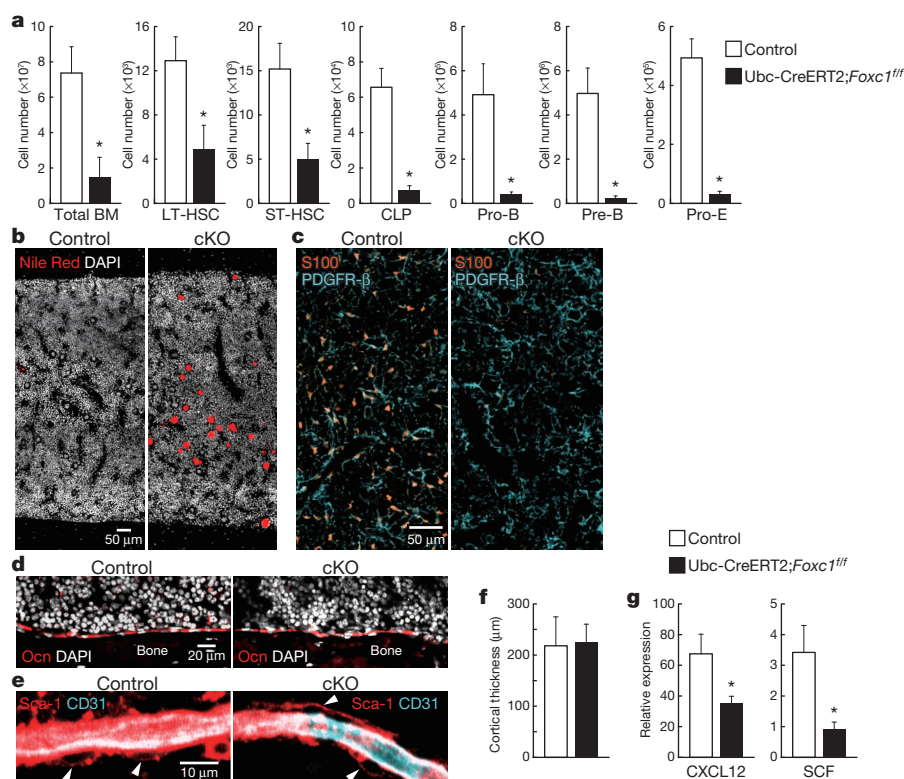 a
Cell number (×10⁷)
10
8
6
4
2
0
Total BM
Cell number (×10³)
16
12
8
4
0
*
LT-HSC
Cell number (×10³)
20
15
10
5
0
*
ST-HSC
Cell number (×10⁵)
10
8
6
4
2
0
*
CLP
Cell number (×10⁵)
8
6
4
2
0
*
Pro-B
Cell number (×10⁶)
8
6
4
2
0
*
Pre-B
Cell number (×10⁵)
6
4
2
0
*
Pro-E
Control
Ubc-CreERT2;Foxc1f/f
b
Control
cKO
Nile Red DAPI
50 μm
c
Control
cKO
S100
PDGFR-β
S100
PDGFR-β
50 μm
Control
Ubc-CreERT2;Foxc1f/f
d
Control
cKO
Ocn DAPI
Bone
20 μm
Ocn DAPI
Bone
e
Control
cKO
Sca-1 CD31
10 μm
Sca-1 CD31
f
Cortical thickness (μm)
300
200
100
0
g
Relative expression
100
80
60
40
20
0
*
CXCL12
4
3
2
1
0
*
SCF